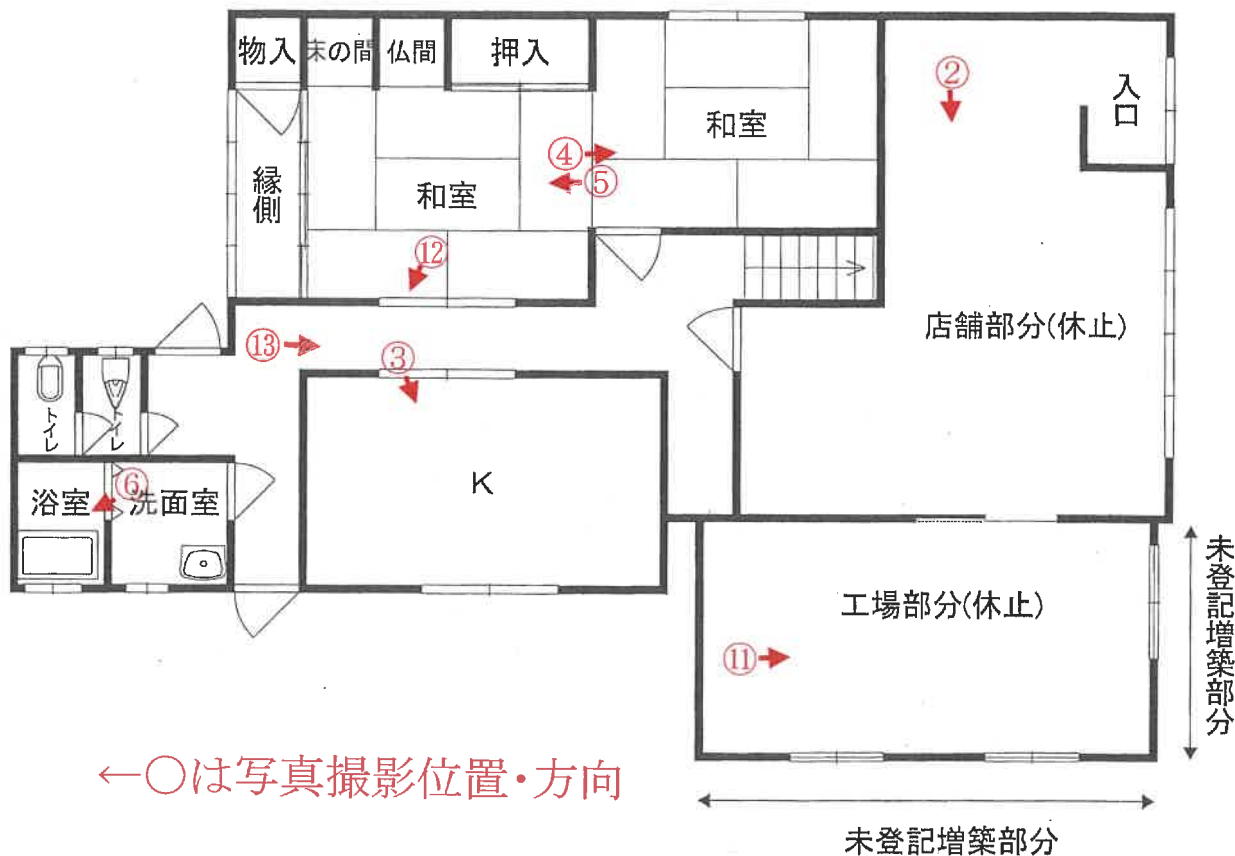 物入
床の間
仏間
押入
②
入口
和室
④
⑤
縁側
和室
⑫
店舗部分(休止)
⑬
③
トイレ
トイレ
K
浴室
⑥
洗面室
工場部分(休止)
⑪
未登記増築部分
←○は写真撮影位置・方向
未登記増築部分